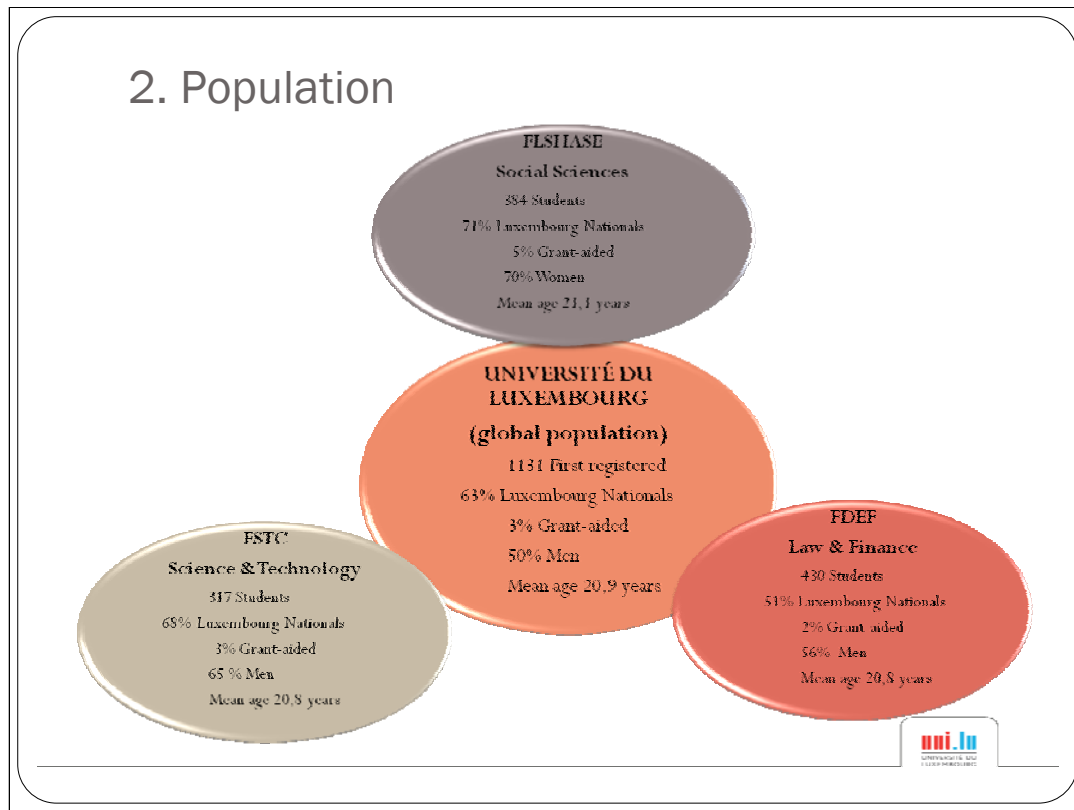 2. Population
FLSHASE
Social Sciences
384 Students
71% Luxembourg Nationals
5% Grant-aided
70% Women
Mean age 21,1 years
UNIVERSITÉ DU
LUXEMBOURG
(global population)
1131 First registered
63% Luxembourg Nationals
3% Grant-aided
50% Men
Mean age 20,9 years
FSTC
Science & Technology
317 Students
68% Luxembourg Nationals
3% Grant-aided
65 % Men
Mean age 20,8 years
FDEF
Law & Finance
430 Students
51% Luxembourg Nationals
2% Grant-aided
56% Men
Mean age 20,8 years
uni.lu
UNIVERSITÉ DU
LUXEMBOURG